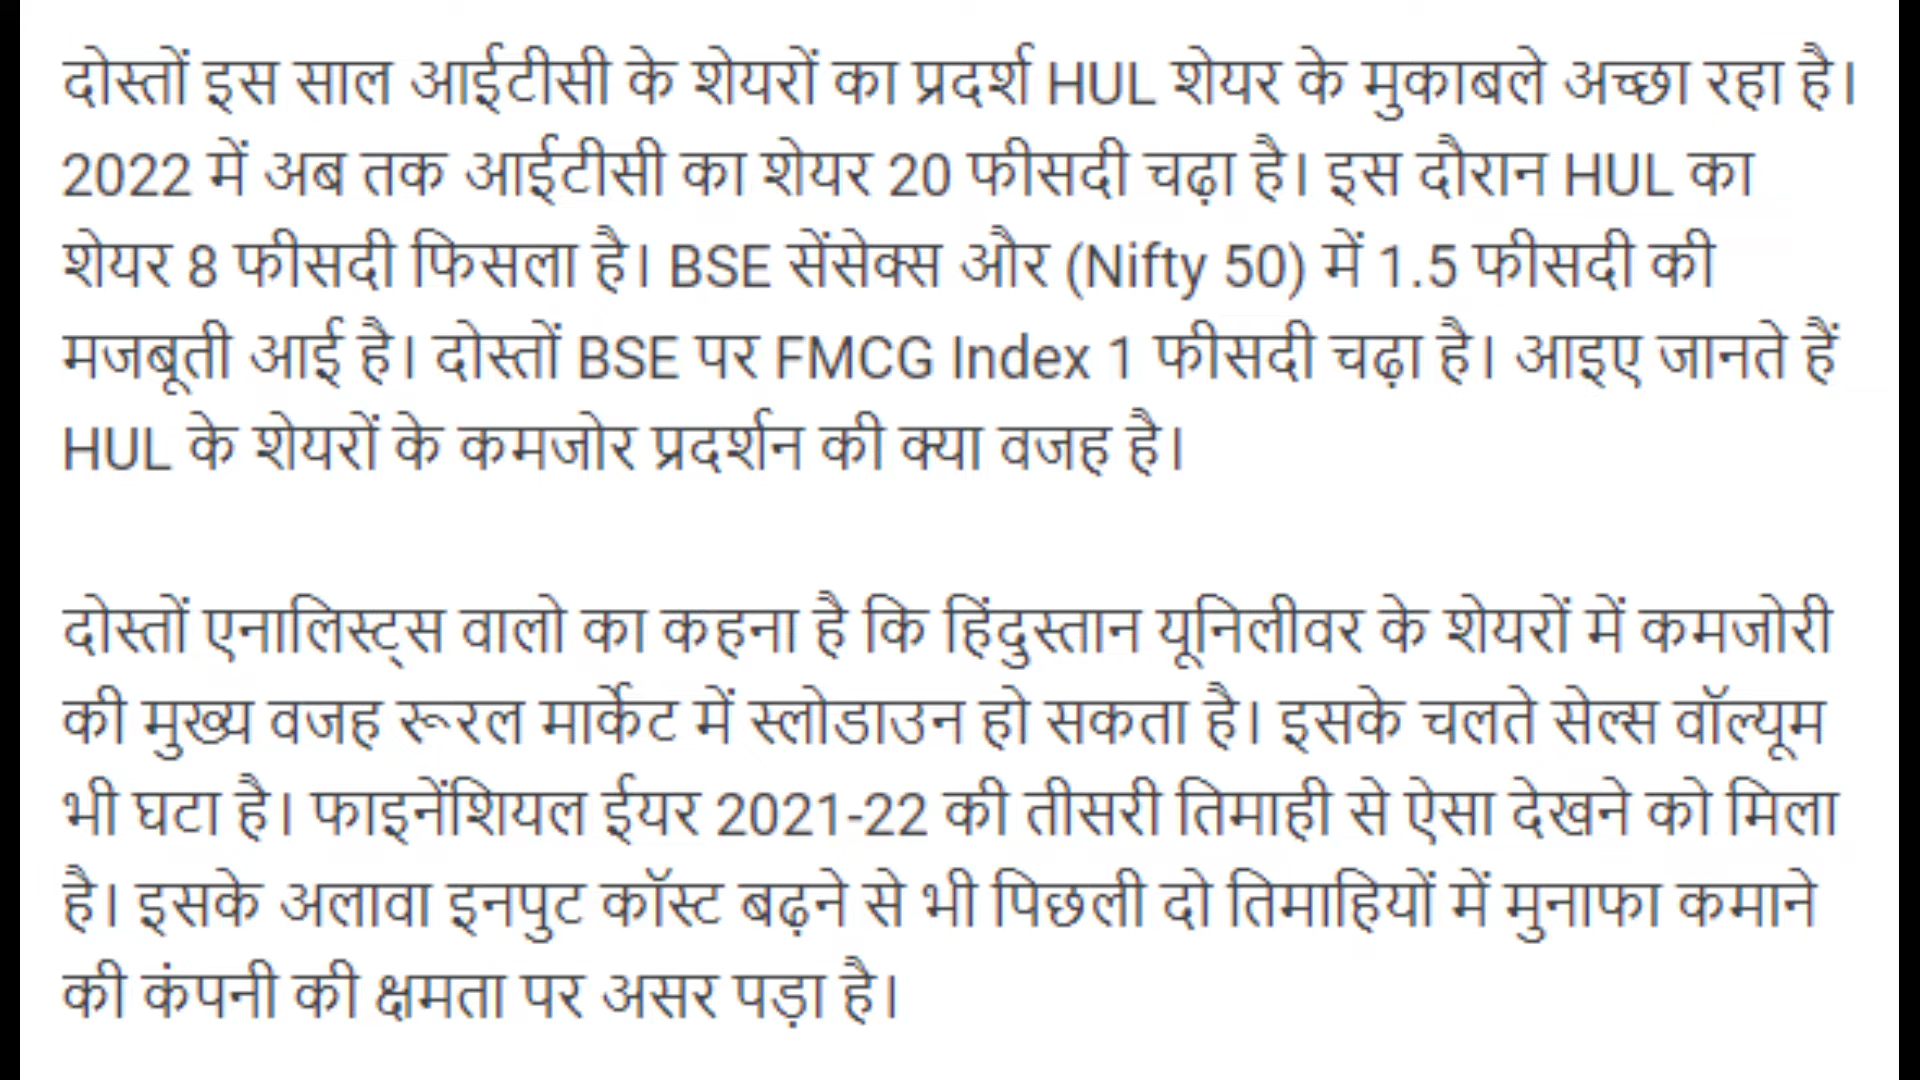 दोस्तों इस साल आईटीसी के शेयरों का प्रदर्श HUL शेयर के मुकाबले अच्छा रहा है।
2022 में अब तक आईटीसी का शेयर 20 फीसदी चढ़ा है। इस दौरान HUL का
शेयर 8 फीसदी फिसला है। BSE सेंसेक्स और (Nifty 50) में 1.5 फीसदी की
मजबूती आई है। दोस्तों BSE पर FMCG Index 1 फीसदी चढ़ा है। आइए जानते हैं
HUL के शेयरों के कमजोर प्रदर्शन की क्या वजह है।
दोस्तों एनालिस्ट्स वालो का कहना है कि हिंदुस्तान यूनिलीवर के शेयरों में कमजोरी
की मुख्य वजह रूरल मार्केट में स्लोडाउन हो सकता है। इसके चलते सेल्स वॉल्यूम
भी घटा है। फाइनेंशियल ईयर 2021-22 की तीसरी तिमाही से ऐसा देखने को मिला
है। इसके अलावा इनपुट कॉस्ट बढ़ने से भी पिछली दो तिमाहियों में मुनाफा कमाने
की कंपनी की क्षमता पर असर पड़ा है।